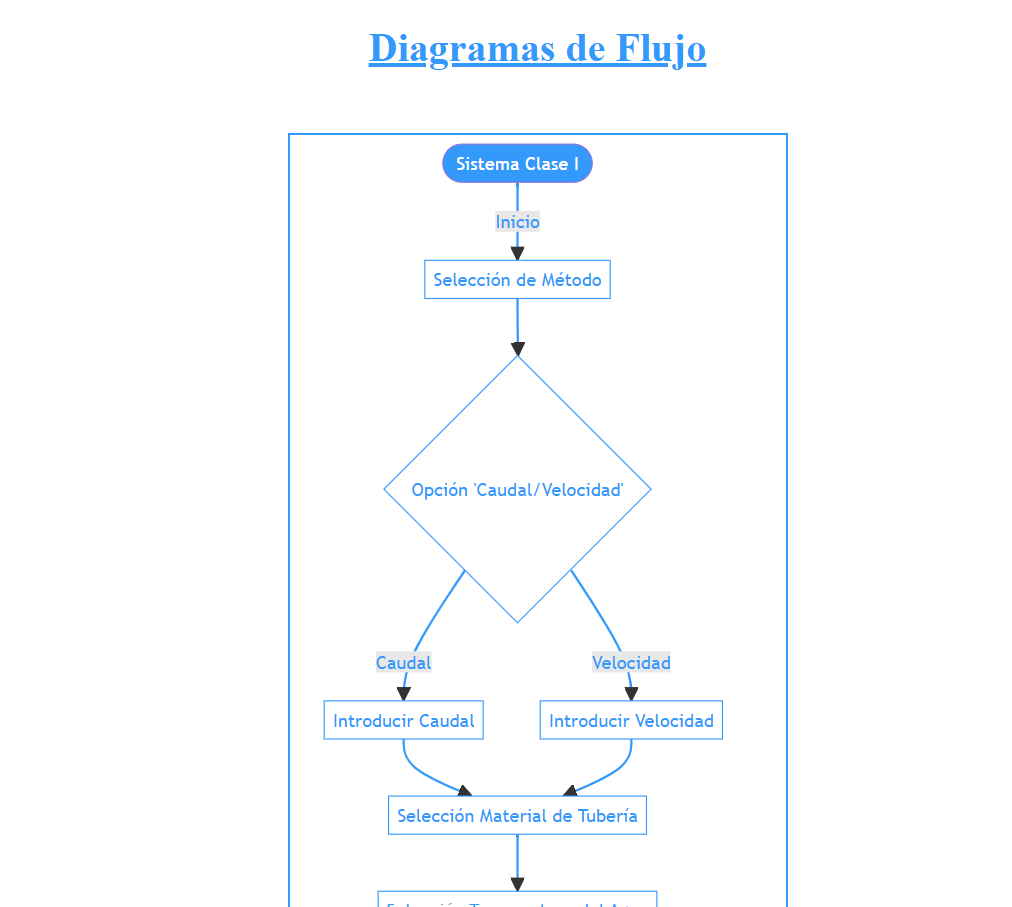 Diagramas de Flujo
Sistema Clase I
Inicio
Selección de Método
Opción 'Caudal/Velocidad'
Caudal
Velocidad
Introducir Caudal
Introducir Velocidad
Selección Material de Tubería